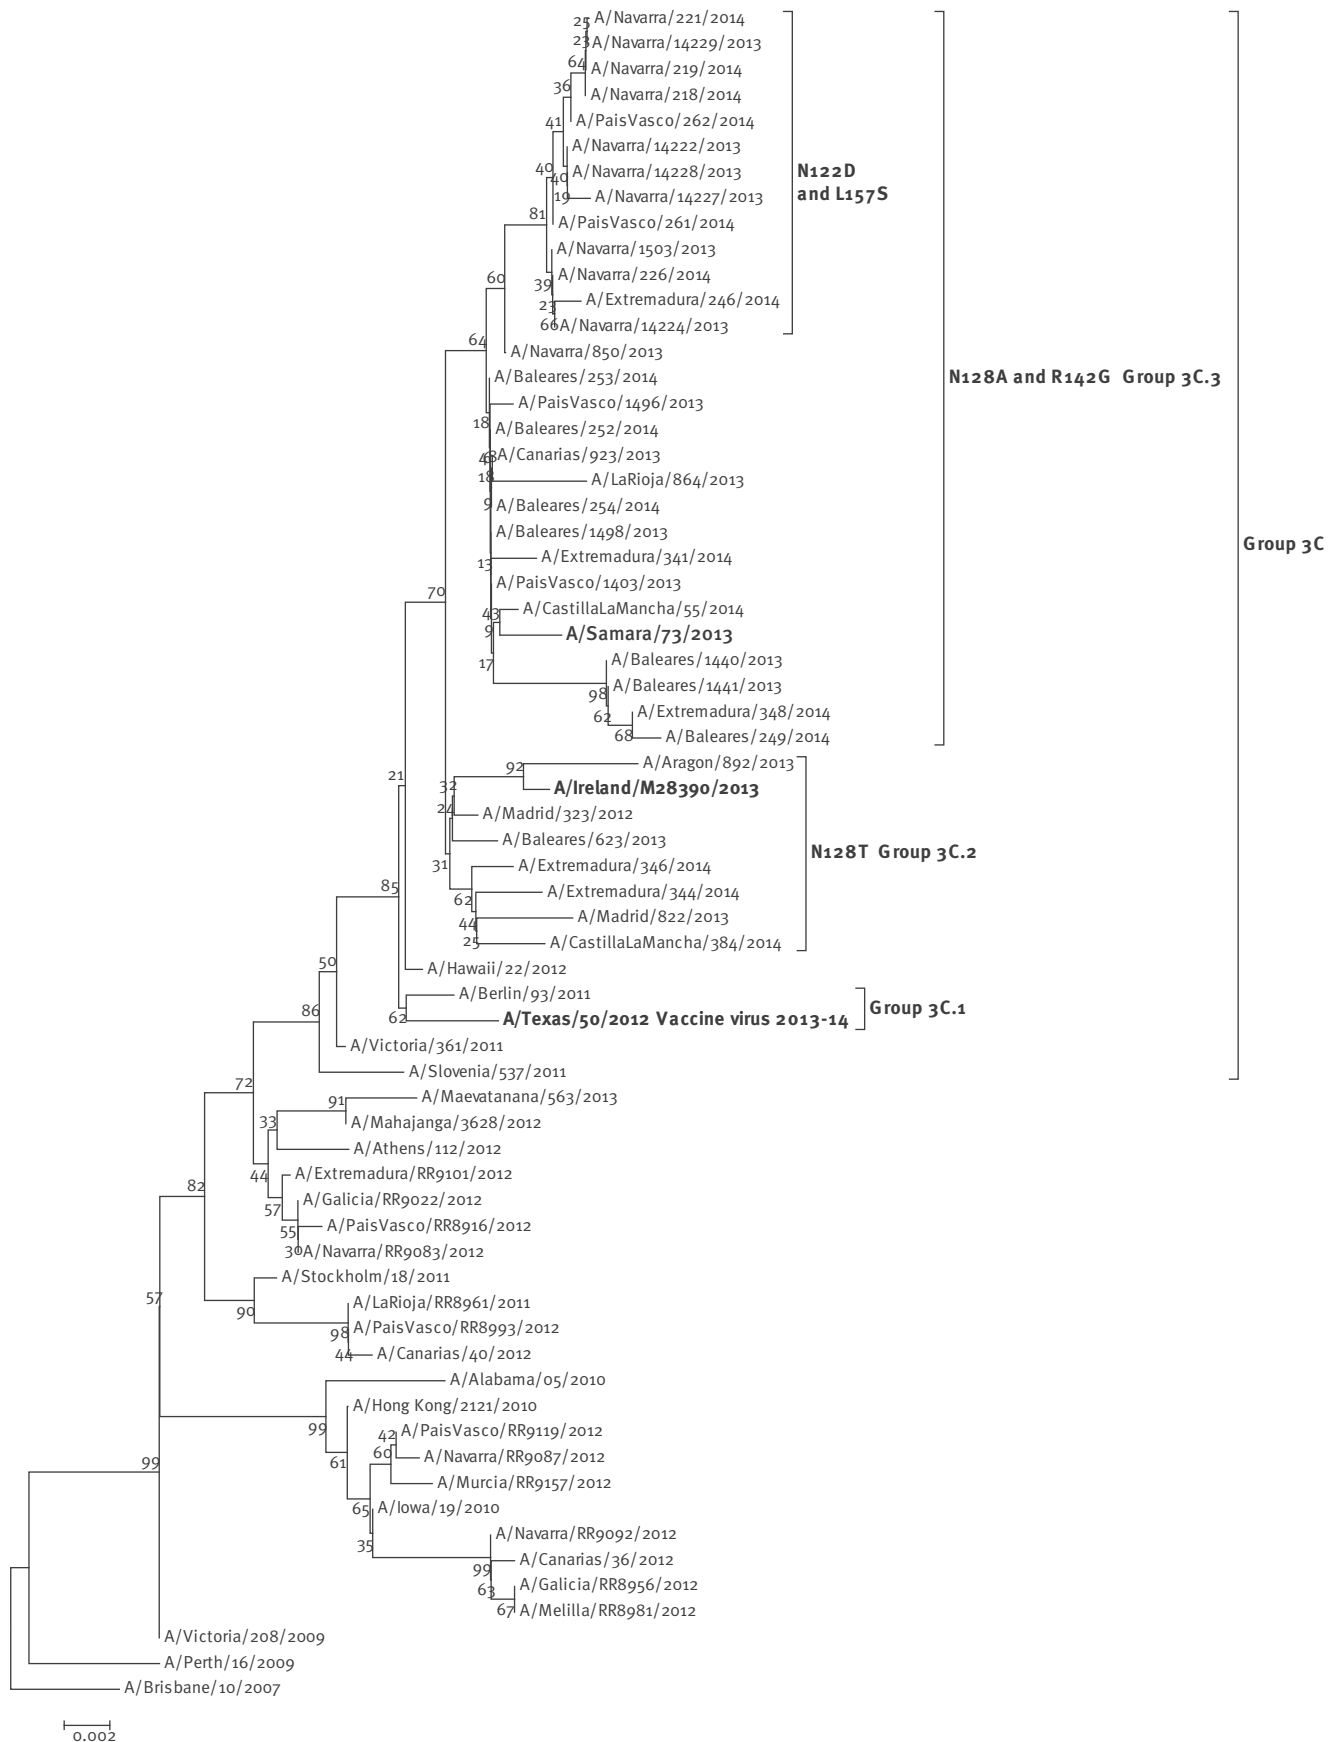 A/Navarra/221/2014
25
A/Navarra/14229/2013
23
64
A/Navarra/219/2014
36
A/Navarra/218/2014
41
A/PaisVasco/262/2014
A/Navarra/14222/2013
40
A/Navarra/14228/2013
40
19
A/Navarra/14227/2013
N122D
and L157S
81
A/PaisVasco/261/2014
A/Navarra/1503/2013
60
A/Navarra/226/2014
39
A/Extremadura/246/2014
23
66
A/Navarra/14224/2013
64
A/Navarra/850/2013
A/Baleares/253/2014
N128A and R142G Group 3C.3
A/PaisVasco/1496/2013
18
A/Baleares/252/2014
A/Canarias/923/2013
18
A/LaRioja/864/2013
9
A/Baleares/254/2014
A/Baleares/1498/2013
Group 3C
A/Extremadura/341/2014
13
A/PaisVasco/1403/2013
70
A/CastillaLaMancha/55/2014
43
9
A/Samara/73/2013
17
A/Baleares/1440/2013
A/Baleares/1441/2013
98
62
A/Extremadura/348/2014
68
A/Baleares/249/2014
A/Aragon/892/2013
92
21
32
A/Ireland/M28390/2013
24
A/Madrid/323/2012
A/Baleares/623/2013
N128T Group 3C.2
31
A/Extremadura/346/2014
85
62
A/Extremadura/344/2014
44
A/Madrid/822/2013
25
A/CastillaLaMancha/384/2014
50
A/Hawaii/22/2012
A/Berlin/93/2011
86
62
A/Texas/50/2012 Vaccine virus 2013-14
Group 3C.1
A/Victoria/361/2011
A/Slovenia/537/2011
72
91
A/Maevatanana/563/2013
33
A/Mahajanga/3628/2012
A/Athens/112/2012
44
A/Extremadura/RR9101/2012
82
57
A/Galicia/RR9022/2012
55
A/PaisVasco/RR8916/2012
30
A/Navarra/RR9083/2012
A/Stockholm/18/2011
57
90
A/LaRioja/RR8961/2011
98
A/PaisVasco/RR8993/2012
44
A/Canarias/40/2012
A/Alabama/05/2010
A/Hong Kong/2121/2010
99
42
A/PaisVasco/RR9119/2012
60
A/Navarra/RR9087/2012
61
99
A/Murcia/RR9157/2012
65
A/Iowa/19/2010
A/Navarra/RR9092/2012
35
A/Canarias/36/2012
99
63
A/Galicia/RR8956/2012
67
A/Melilla/RR8981/2012
A/Victoria/208/2009
A/Perth/16/2009
A/Brisbane/10/2007
0.002